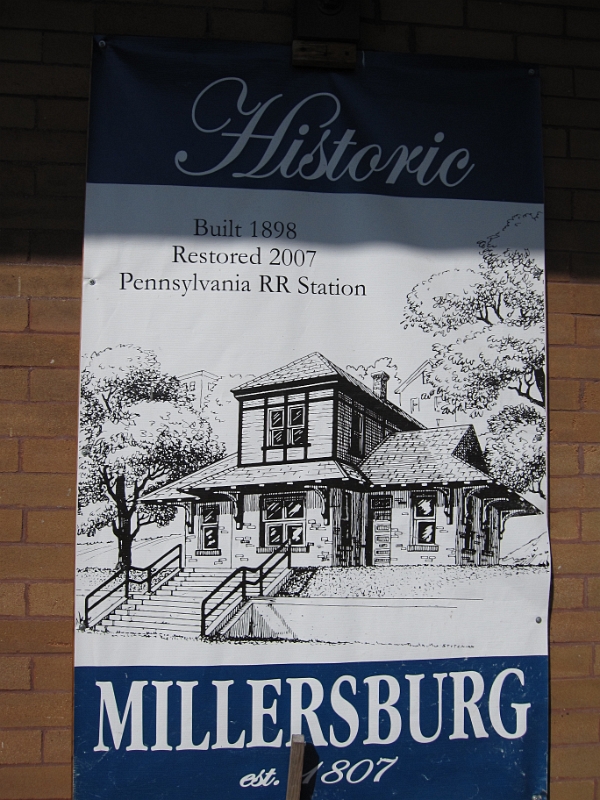 Historic
Built 1898
Restored 2007
Pennsylvania RR Station
MILLERSBURG
est. 1807